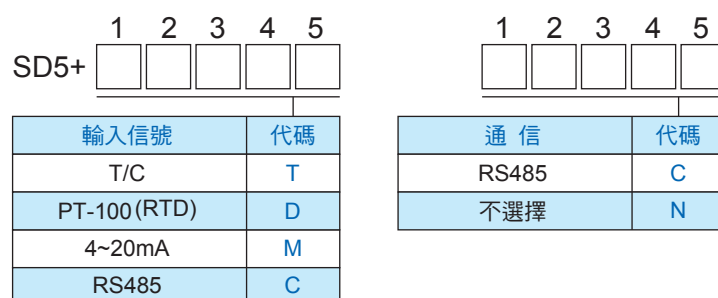 1 2 3 4 5
SD5+
輸入信號 代碼
T/C T
PT-100(RTD) D
4~20mA M
RS485 C
1 2 3 4 5
通 信 代碼
RS485 C
不選擇 N